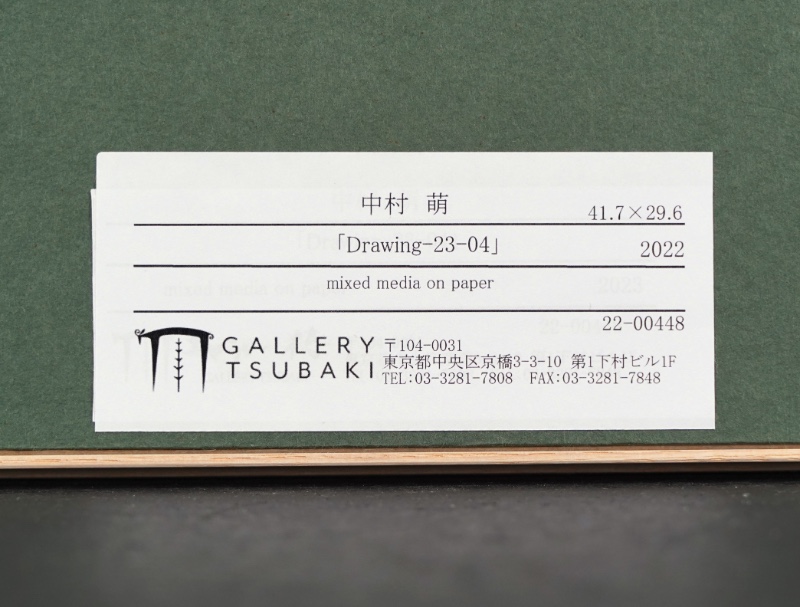 中村 萌
41.7×29.6
「Drawing-23-04」
2022
mixed media on paper
22-00448
GALLERY TSUBAKI
〒104-0031
東京都中央区京橋3-3-10 第1下村ビル1F
TEL:03-3281-7808 FAX:03-3281-7848